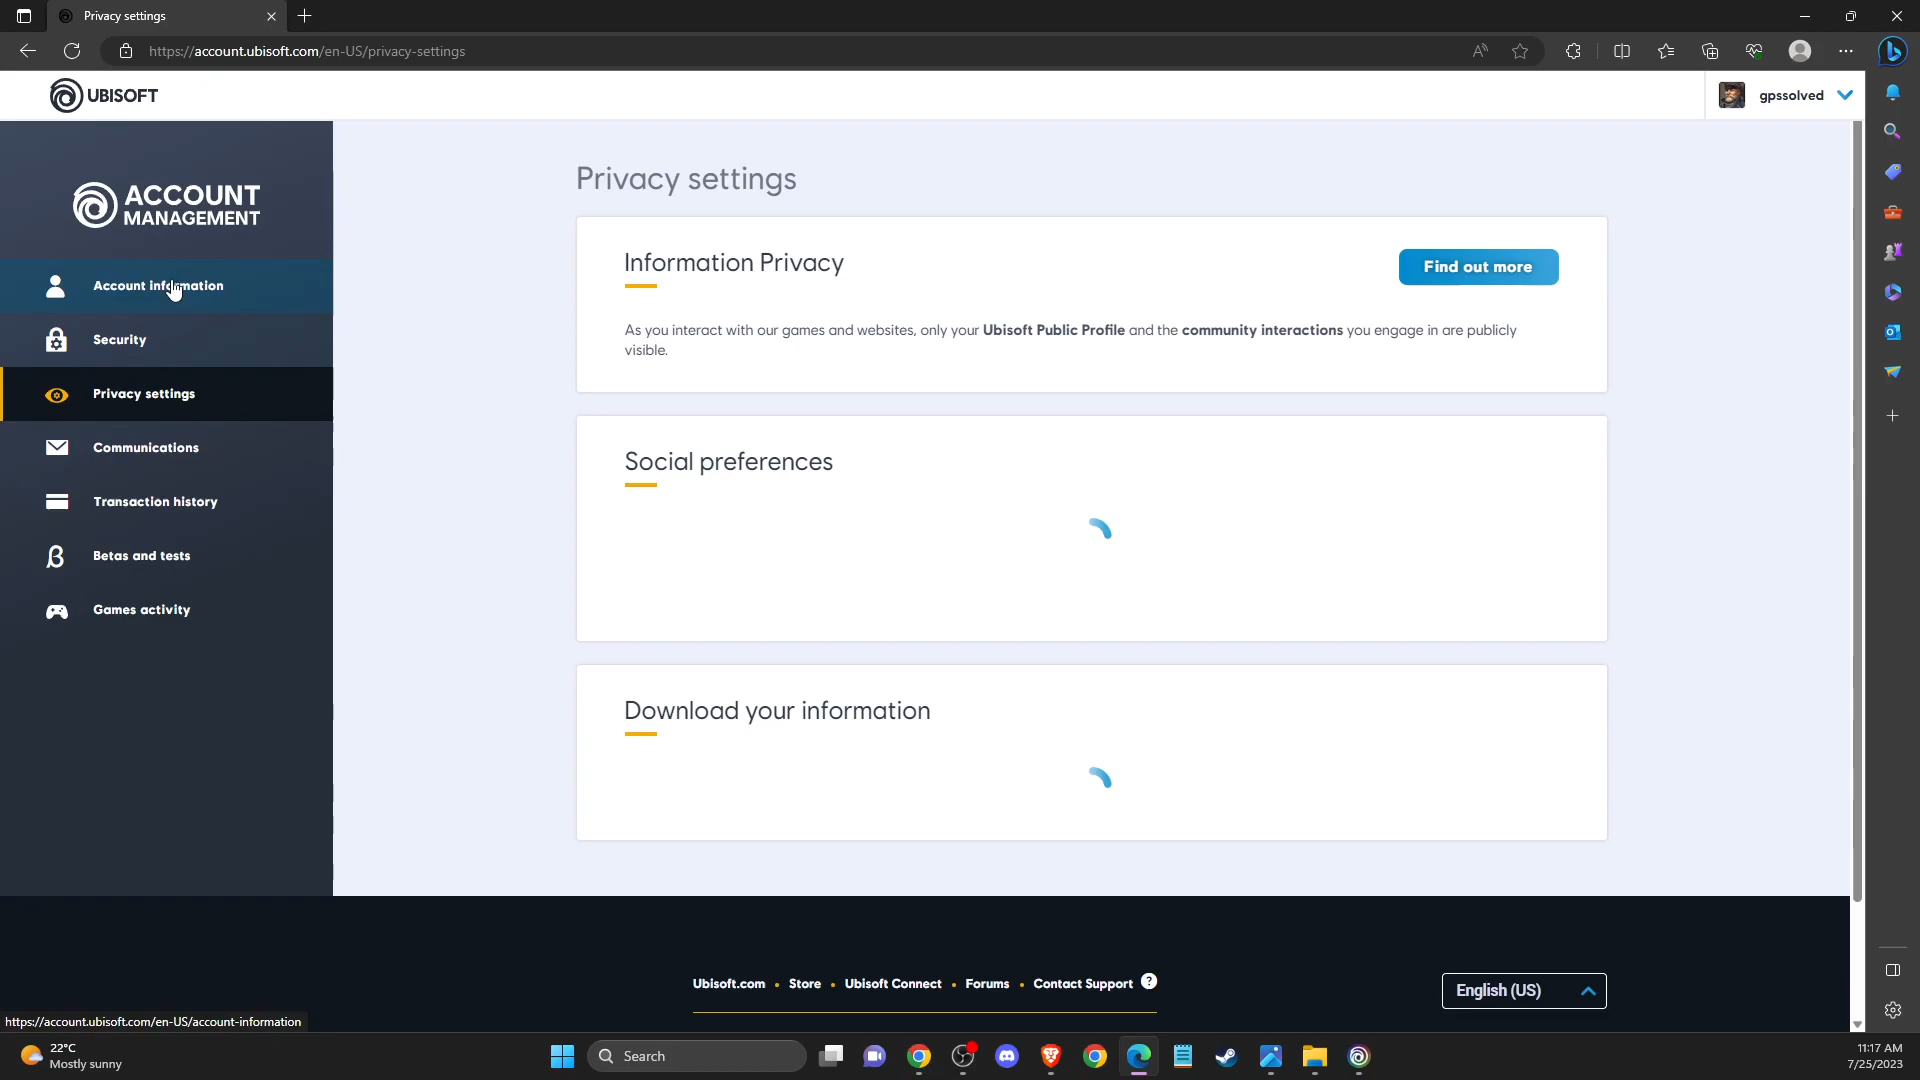 Privacy settings
https://account.ubisoft.com/en-US/privacy-settings
UBISOFT
gpssolved
ACCOUNT
MANAGEMENT
Account information
Security
Privacy settings
Communications
Transaction history
Betas and tests
Games activity
Privacy settings
Information Privacy
Find out more
As you interact with our games and websites, only your Ubisoft Public Profile and the community interactions you engage in are publicly
visible.
Social preferences
Download your information
Ubisoft.com • Store • Ubisoft Connect • Forums • Contact Support ?
English (US)
https://account.ubisoft.com/en-US/account-information
22°C
Mostly sunny
Search
11:17 AM
7/25/2023